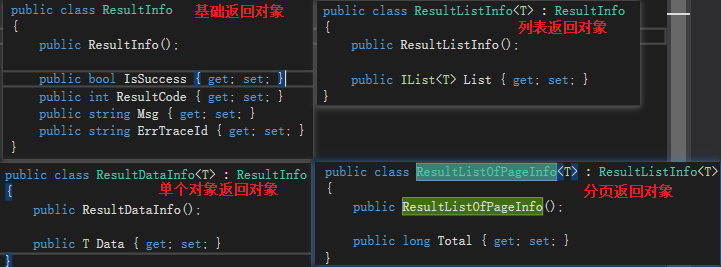 public class ResultInfo 基础返回对象
{
public ResultInfo();
public bool IsSuccess { get; set; }
public int ResultCode { get; set; }
public string Msg { get; set; }
public string ErrTraceId { get; set; }
}
public class ResultListInfo<T> : ResultInfo
列表返回对象
{
public ResultListInfo();
public IList<T> List { get; set; }
}
public class ResultDataInfo<T> : ResultInfo
单个对象返回对象
{
public ResultDataInfo();
public T Data { get; set; }
}
public class ResultListOfPageInfo<T> : ResultListInfo<T>
分页返回对象
{
public ResultListOfPageInfo();
public long Total { get; set; }
}